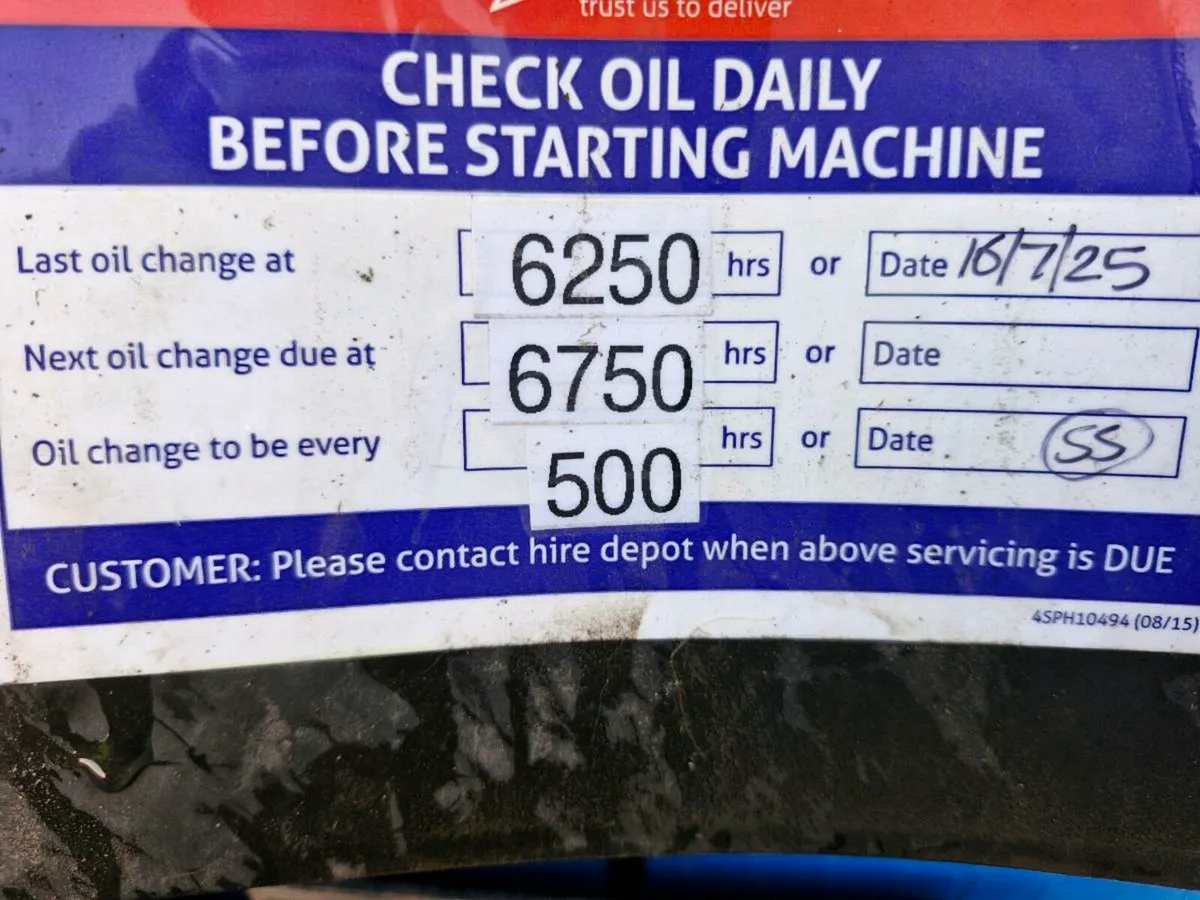 trust us to deliver
CHECK OIL DAILY
BEFORE STARTING MACHINE
Last oil change at 6250 hrs or Date 16/7/25
Next oil change due at 6750 hrs or Date
Oil change to be every 500 hrs or Date SS
CUSTOMER: Please contact hire depot when above servicing is DUE
4SPH10494 (08/15)